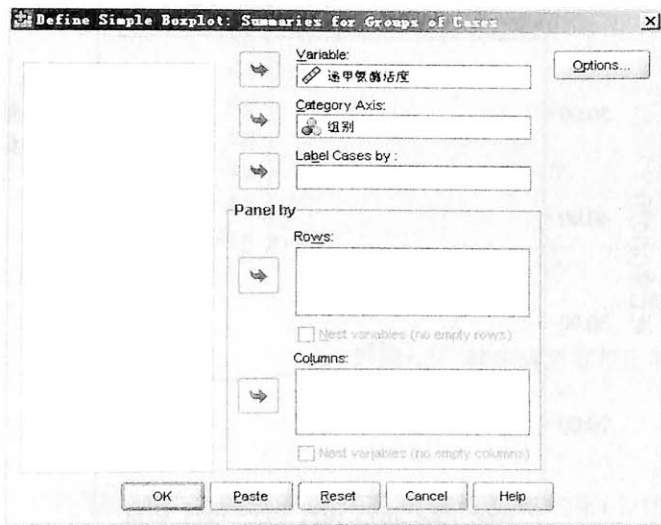 Define Simple Boxplot: Summaries for Groups of Cases
Variable:
递甲氨酶活度
Options...
Category Axis:
组别
Label Cases by :
Panel by
Rows:
Nest variables (no empty rows)
Columns:
Nest variables (no empty columns)
OK
Paste
Reset
Cancel
Help